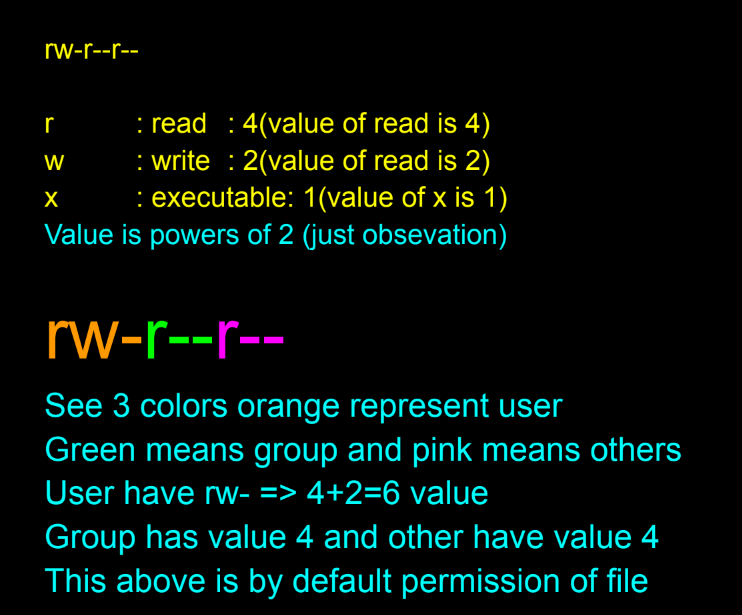 rw-r--r--
r : read : 4(value of read is 4)
w : write : 2(value of read is 2)
x : executable: 1(value of x is 1)
Value is powers of 2 (just obsevation)
rw-r--r--
See 3 colors orange represent user
Green means group and pink means others
User have rw- => 4+2=6 value
Group has value 4 and other have value 4
This above is by default permission of file